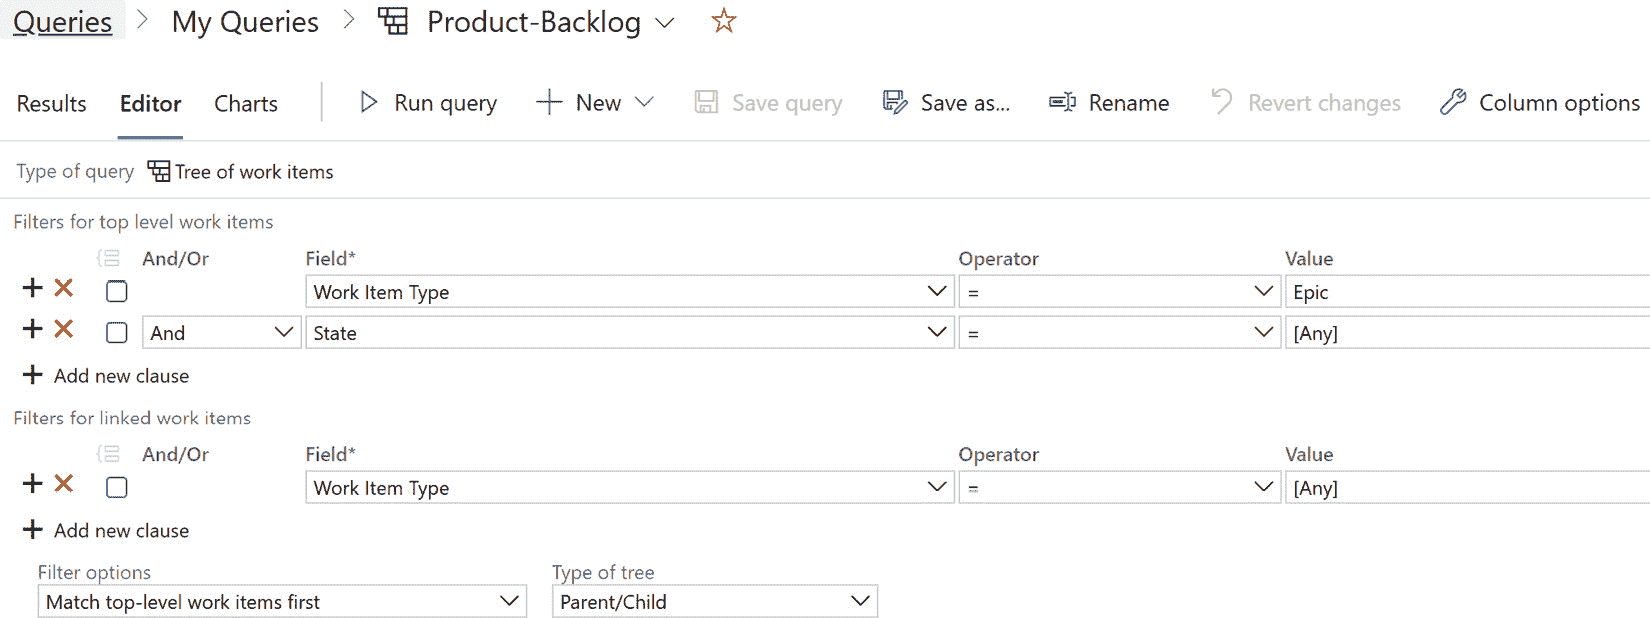 Queries > My Queries > Product-Backlog
Results Editor Charts Run query New Save query Save as... Rename Revert changes Column options
Type of query Tree of work items
Filters for top level work items
And/Or Field* Operator Value
Work Item Type = Epic
And State = [Any]
+ Add new clause
Filters for linked work items
And/Or Field* Operator Value
Work Item Type = [Any]
+ Add new clause
Filter options Type of tree
Match top-level work items first Parent/Child